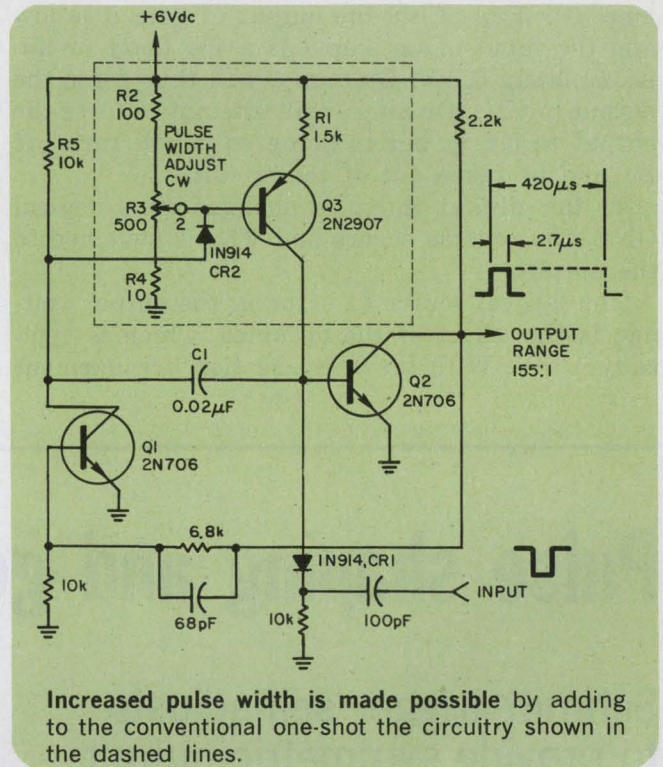 +6Vdc
R2
100
R1
1.5k
2.2k
R5
10k
PULSE
WIDTH
ADJUST
CW
R3
500
2
Q3
2N2907
1N914
CR2
R4
10
420µs
2.7µs
OUTPUT
RANGE
155:1
C1
0.02µF
Q2
2N706
Q1
2N706
6.8k
68pF
10k
1N914,CR1
10k
100pF
INPUT
Increased pulse width is made possible by adding
to the conventional one-shot the circuitry shown in
the dashed lines.